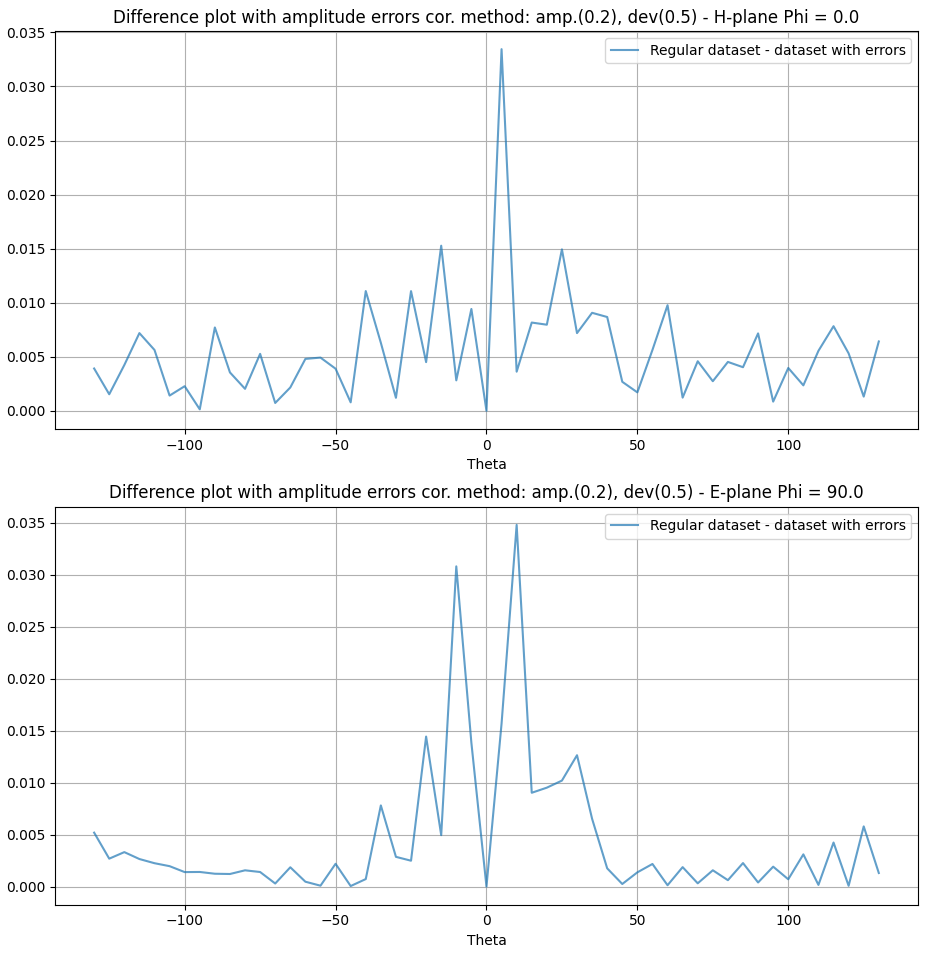 Difference plot with amplitude errors cor. method: amp.(0.2), dev(0.5) - H-plane Phi = 0.0
Regular dataset - dataset with errors
0.035
0.030
0.025
0.020
0.015
0.010
0.005
0.000
−100 −50 0 50 100
Theta
Difference plot with amplitude errors cor. method: amp.(0.2), dev(0.5) - E-plane Phi = 90.0
Regular dataset - dataset with errors
0.035
0.030
0.025
0.020
0.015
0.010
0.005
0.000
−100 −50 0 50 100
Theta